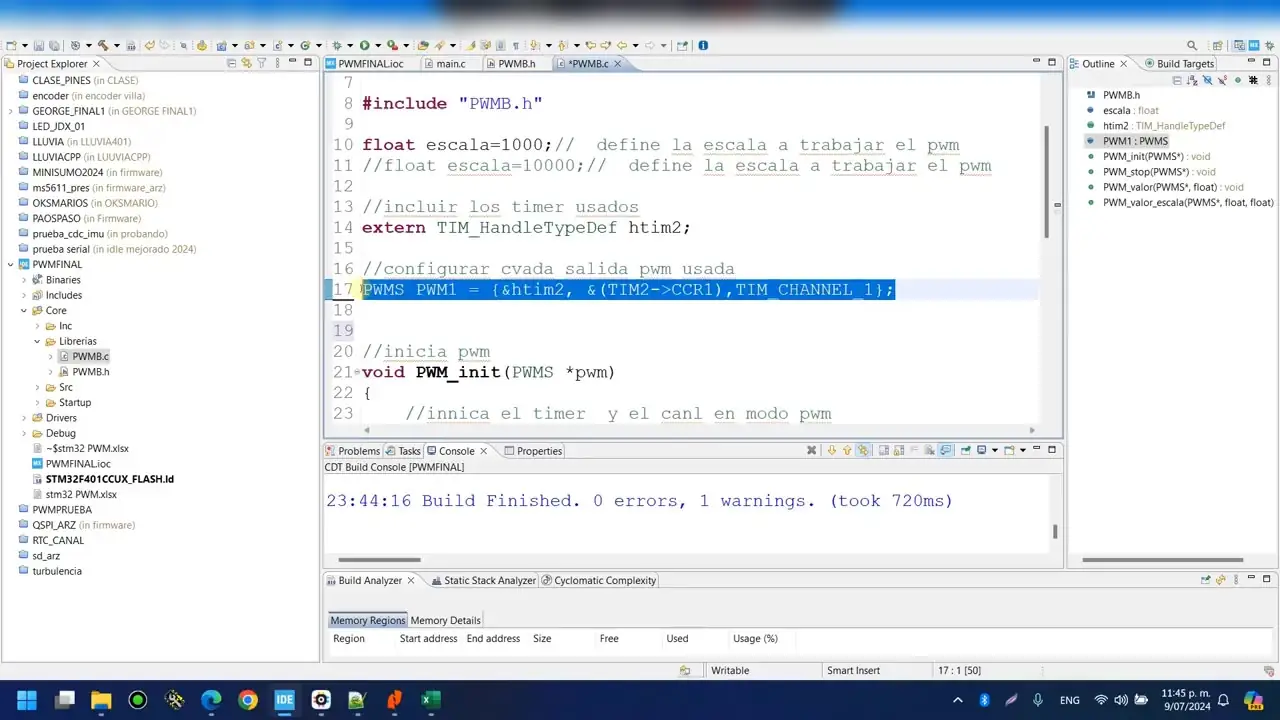 Project Explorer
CLASE_PINES (in CLASE)
encoder (in encoder villa)
GEORGE_FINAL1 (in GEORGE FINAL1)
LED_JDX_01
LLUVIA (in LLUVIA401)
LLUVIACPP (in LUUVIACPP)
MINISUMO2024 (in firmware)
ms5611_pres (in firmware_arz)
OKSMARIOS (in OKSMARIO)
PAOSPASO (in Firmware)
prueba_cdc_imu (in probando)
prueba serial (in idle mejorado 2024)
PWMFINAL
Binaries
Includes
Core
Inc
Librerias
PWMB.c
PWMB.h
Src
Startup
Drivers
Debug
~$stm32 PWM.xlsx
PWMFINAL.ioc
STM32F401CCUX_FLASH.ld
stm32 PWM.xlsx
PWMPRUEBA
QSPI_ARZ (in firmware)
RTC_CANAL
sd_arz
turbulencia
PWMFINAL.ioc main.c PWMB.h *PWMB.c
7
8 #include "PWMB.h"
9
10 float escala=1000;//  define la escala a trabajar el pwm
11 //float escala=10000;//  define la escala a trabajar el pwm
12
13 //incluir los timer usados
14 extern TIM_HandleTypeDef htim2;
15
16 //configurar cvada salida pwm usada
17 PWMS PWM1 = {&htim2, &(TIM2->CCR1),TIM_CHANNEL_1};
18
19
20 //inicia pwm
21 void PWM_init(PWMS *pwm)
22 {
23     //innica el timer  y el canl en modo pwm
Outline Build Targets
PWMB.h
escala : float
htim2 : TIM_HandleTypeDef
PWM1 : PWMS
PWM_init(PWMS*) : void
PWM_stop(PWMS*) : void
PWM_valor(PWMS*, float) : void
PWM_valor_escala(PWMS*, float, float)
Problems Tasks Console Properties
CDT Build Console [PWMFINAL]
23:44:16 Build Finished. 0 errors, 1 warnings. (took 720ms)
Build Analyzer Static Stack Analyzer Cyclomatic Complexity
Memory Regions Memory Details
Region Start address End address Size Free Used Usage (%)
Writable Smart Insert 17 : 1 [50]
IDE ENG 11:45 p. m.
9/07/2024